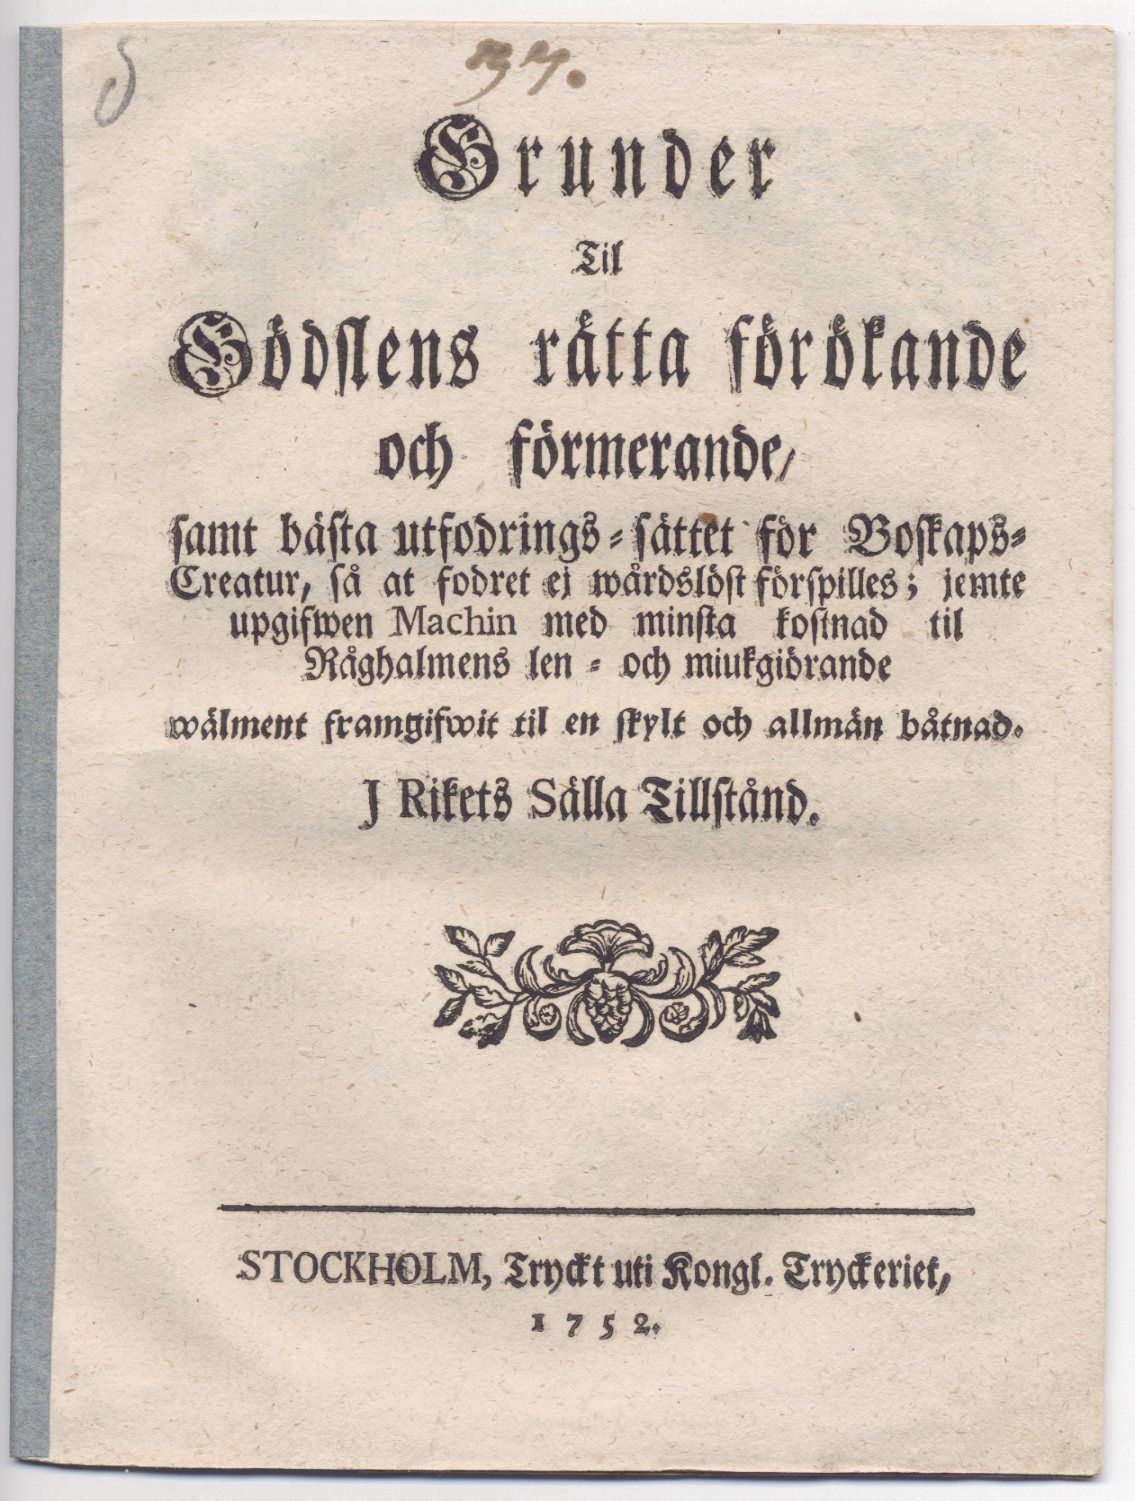 Grunder
Til
Gödslens rätta förökande
och förmerande/
samt bästa utfodrings-sättet för Boskaps-
Creatur, så at fodret ej wårdslöst förspilles; jemte
upgifwen Machin med minsta kostnad til
Råghalmens len- och miukgiörande
wälment framgifwit til en skylt och allmän båtnad.
J Rikets Sälla Tillstånd.
STOCKHOLM, Tryckt uti Kongl. Tryckeriet,
1752.